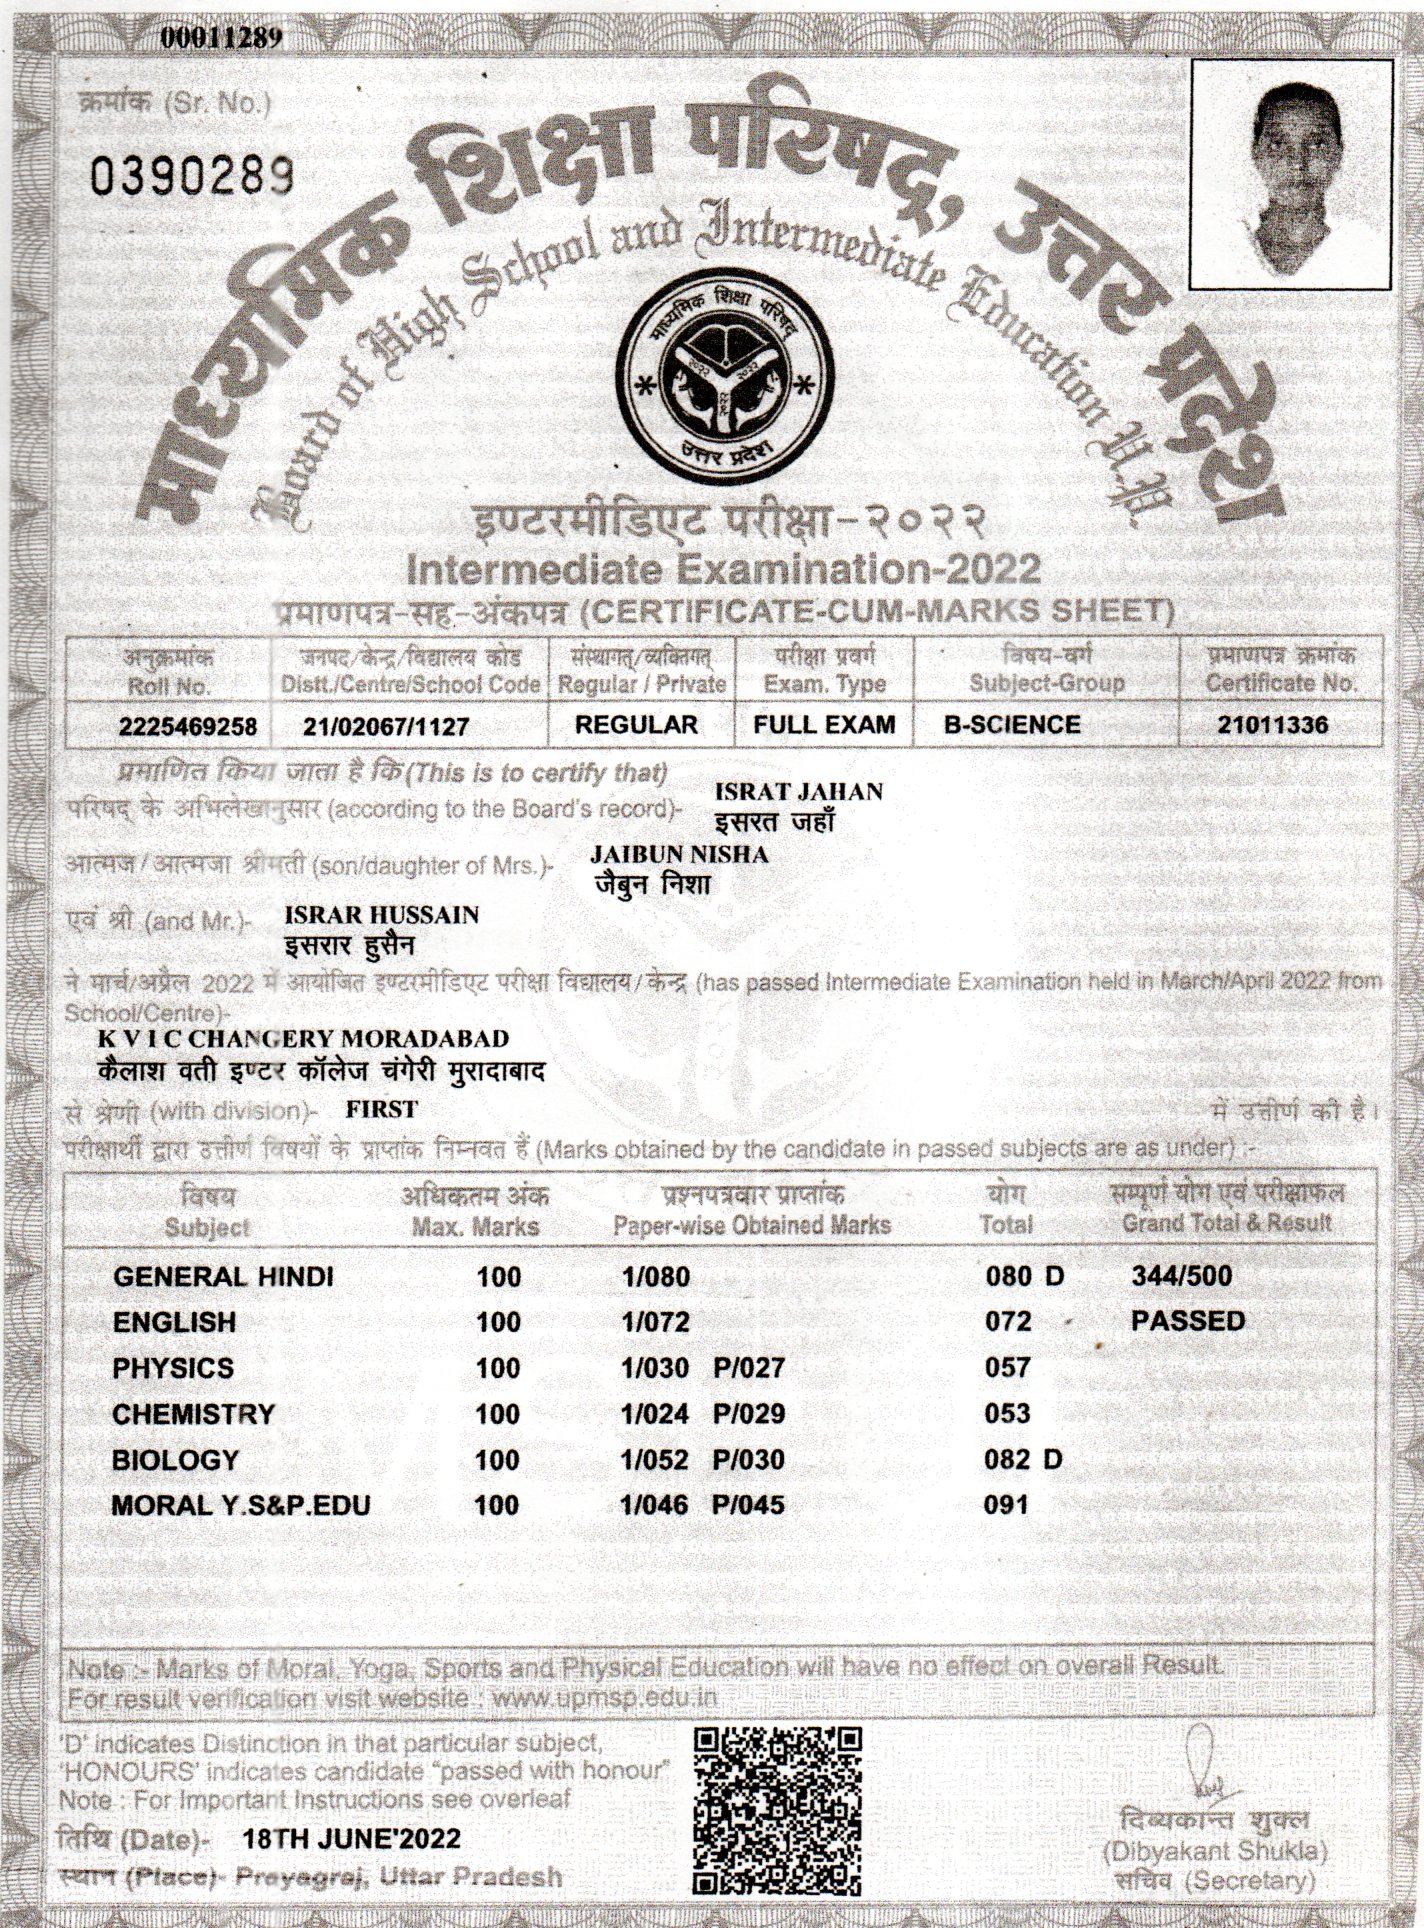 00011289
क्रमांक (Sr. No.)
0390289
माध्यमिक शिक्षा परिषद्, उत्तर प्रदेश
Board of High School and Intermediate Education U.P.
माध्यमिक शिक्षा परिषद्
२०२२ २०२२
२०२२
उत्तर प्रदेश
इण्टरमीडिएट परीक्षा-२०२२
Intermediate Examination-2022
प्रमाणपत्र-सह-अंकपत्र (CERTIFICATE-CUM-MARKS SHEET)
अनुक्रमांक जनपद/केन्द्र/विद्यालय कोड संस्थागत्/व्यक्तिगत् परीक्षा प्रवर्ग विषय-वर्ग प्रमाणपत्र क्रमांक
Roll No. Distt./Centre/School Code Regular / Private Exam. Type Subject-Group Certificate No.
2225469258 21/02067/1127 REGULAR FULL EXAM B-SCIENCE 21011336
प्रमाणित किया जाता है कि (This is to certify that)
परिषद् के अभिलेखानुसार (according to the Board's record)- ISRAT JAHAN
इसरत जहाँ
आत्मज/आत्मजा श्रीमती (son/daughter of Mrs.)- JAIBUN NISHA
जैबुन निशा
एवं श्री (and Mr.)- ISRAR HUSSAIN
इसरार हुसैन
ने मार्च/अप्रैल 2022 में आयोजित इण्टरमीडिएट परीक्षा विद्यालय/केन्द्र (has passed Intermediate Examination held in March/April 2022 from
School/Centre)-
K V I C CHANGERY MORADABAD
कैलाश वती इण्टर कॉलेज चंगेरी मुरादाबाद
से श्रेणी (with division)- FIRST में उत्तीर्ण की है।
परीक्षार्थी द्वारा उत्तीर्ण विषयों के प्राप्तांक निम्नवत हैं (Marks obtained by the candidate in passed subjects are as under) :-
विषय अधिकतम अंक प्रश्नपत्रवार प्राप्तांक योग सम्पूर्ण योग एवं परीक्षाफल
Subject Max. Marks Paper-wise Obtained Marks Total Grand Total & Result
GENERAL HINDI 100 1/080 080 D 344/500
ENGLISH 100 1/072 072 PASSED
PHYSICS 100 1/030 P/027 057
CHEMISTRY 100 1/024 P/029 053
BIOLOGY 100 1/052 P/030 082 D
MORAL Y.S&P.EDU 100 1/046 P/045 091
Note :- Marks of Moral, Yoga, Sports and Physical Education will have no effect on overall Result.
For result verification visit website : www.upmsp.edu.in
'D' indicates Distinction in that particular subject,
'HONOURS' indicates candidate "passed with honour"
Note : For Important Instructions see overleaf
तिथि (Date)- 18TH JUNE'2022
स्थान (Place)- Prayagraj, Uttar Pradesh
दिव्यकान्त शुक्ल
(Dibyakant Shukla)
सचिव (Secretary)